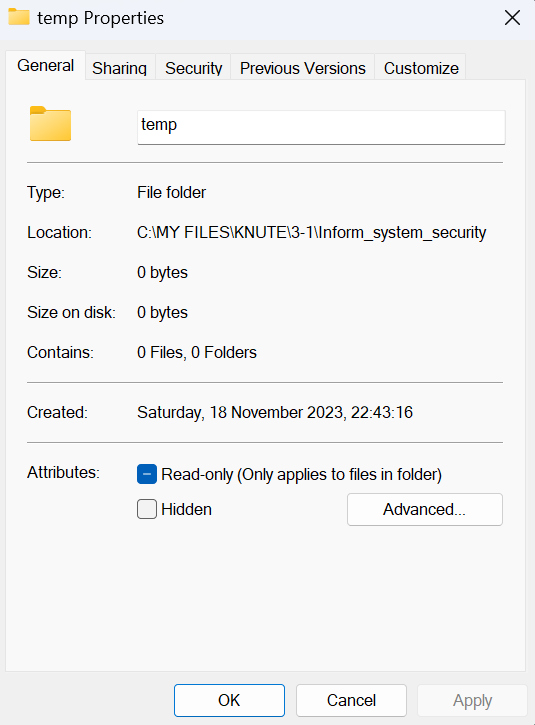 temp Properties
General Sharing Security Previous Versions Customize
temp
Type: File folder
Location: C:\MY FILES\KNUTE\3-1\Inform_system_security
Size: 0 bytes
Size on disk: 0 bytes
Contains: 0 Files, 0 Folders
Created: Saturday, 18 November 2023, 22:43:16
Attributes: Read-only (Only applies to files in folder)
Hidden Advanced...
OK Cancel Apply